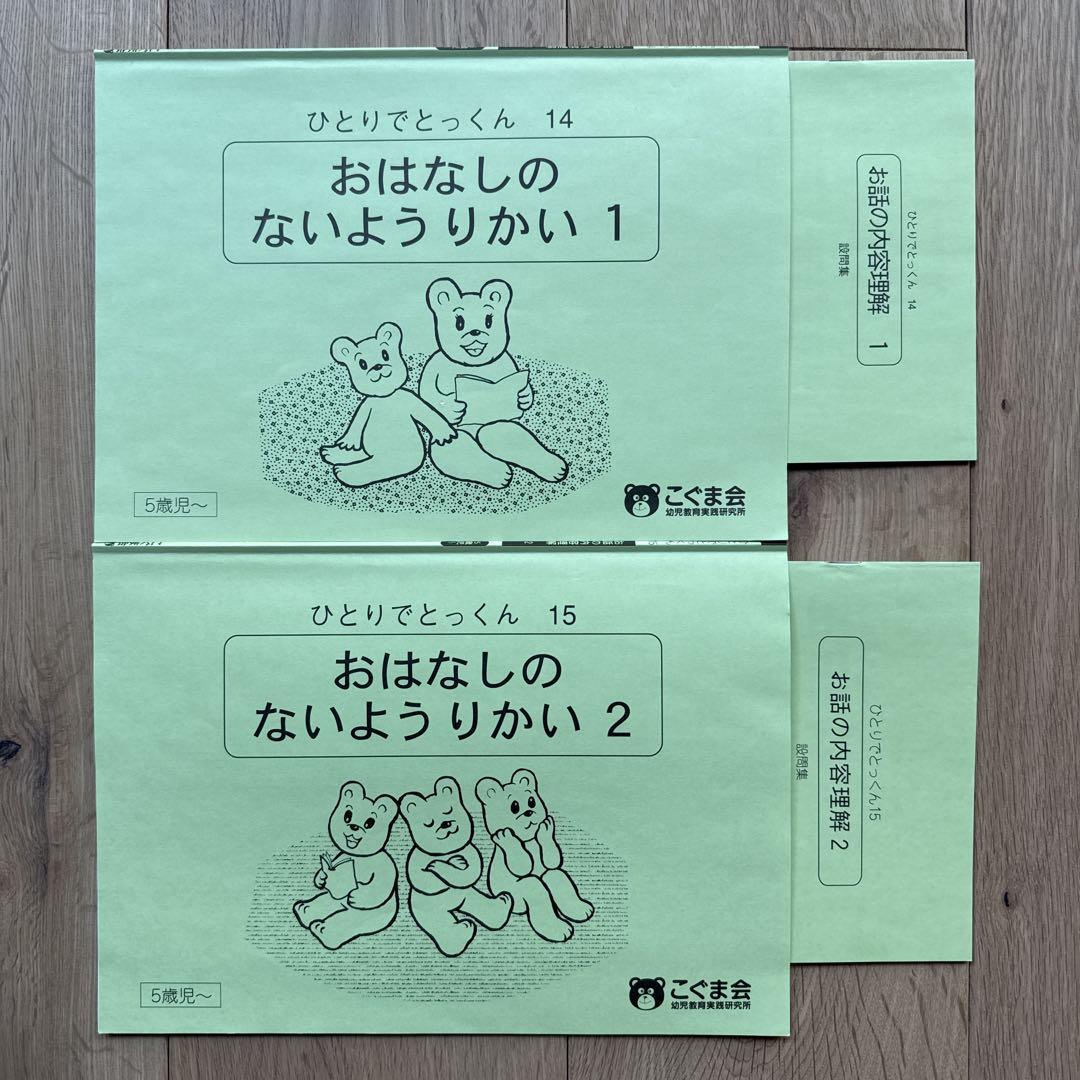 ひとりでとっくん 14
おはなしの
ないようりかい 1
5歳児～
こぐま会
幼児教育実践研究所
ひとりでとっくん 14
お話の内容理解 1
設問集
ひとりでとっくん 15
おはなしの
ないようりかい 2
5歳児～
こぐま会
幼児教育実践研究所
ひとりでとっくん15
お話の内容理解 2
設問集